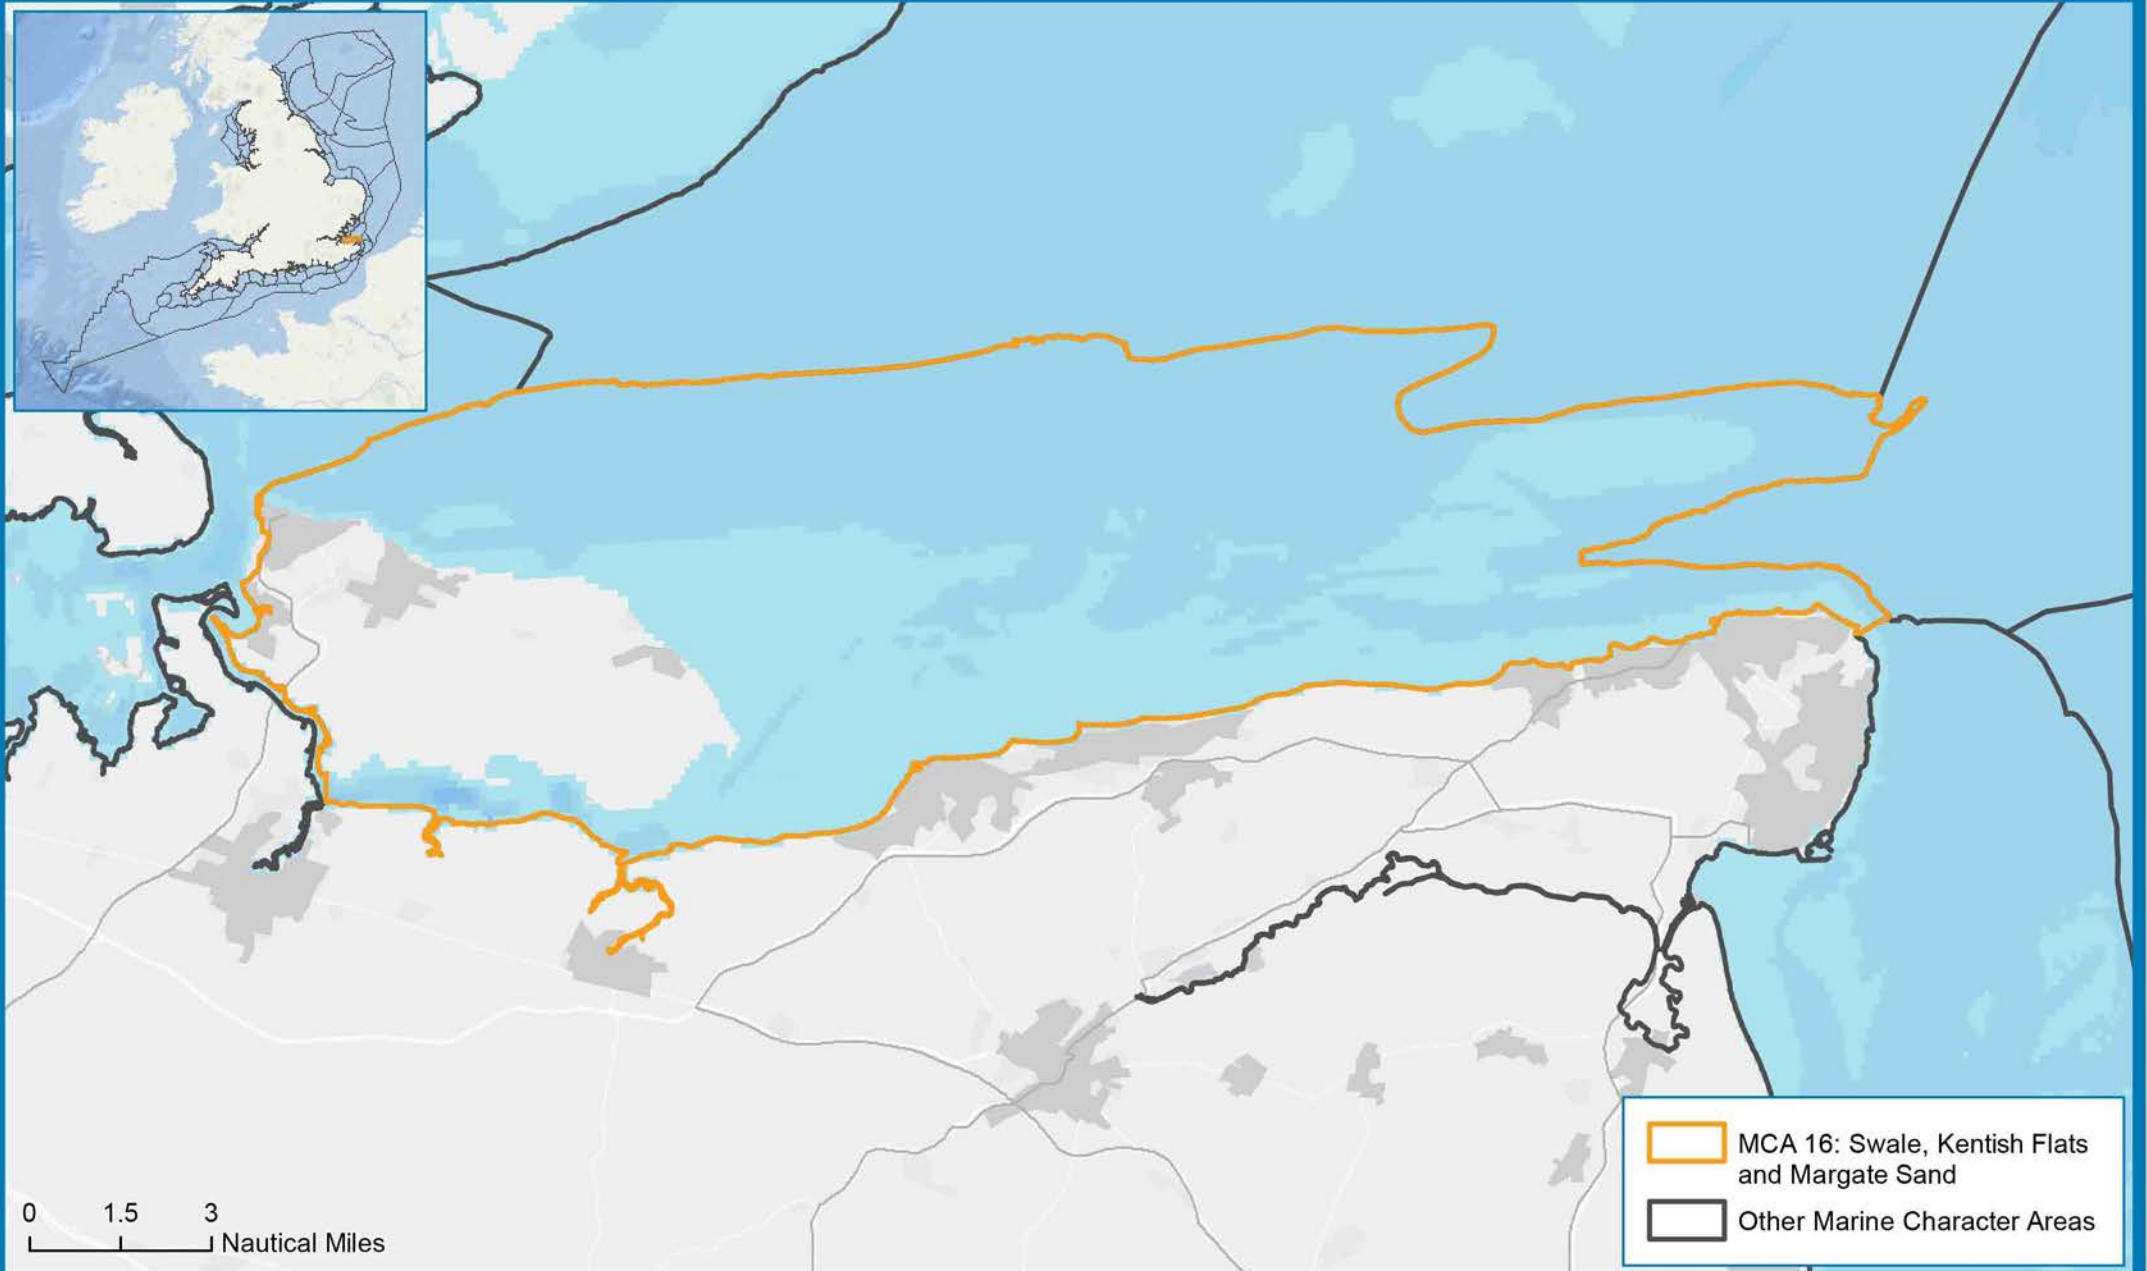 MCA 16: Swale, Kentish Flats
and Margate Sand
Other Marine Character Areas
0 1.5 3
Nautical Miles